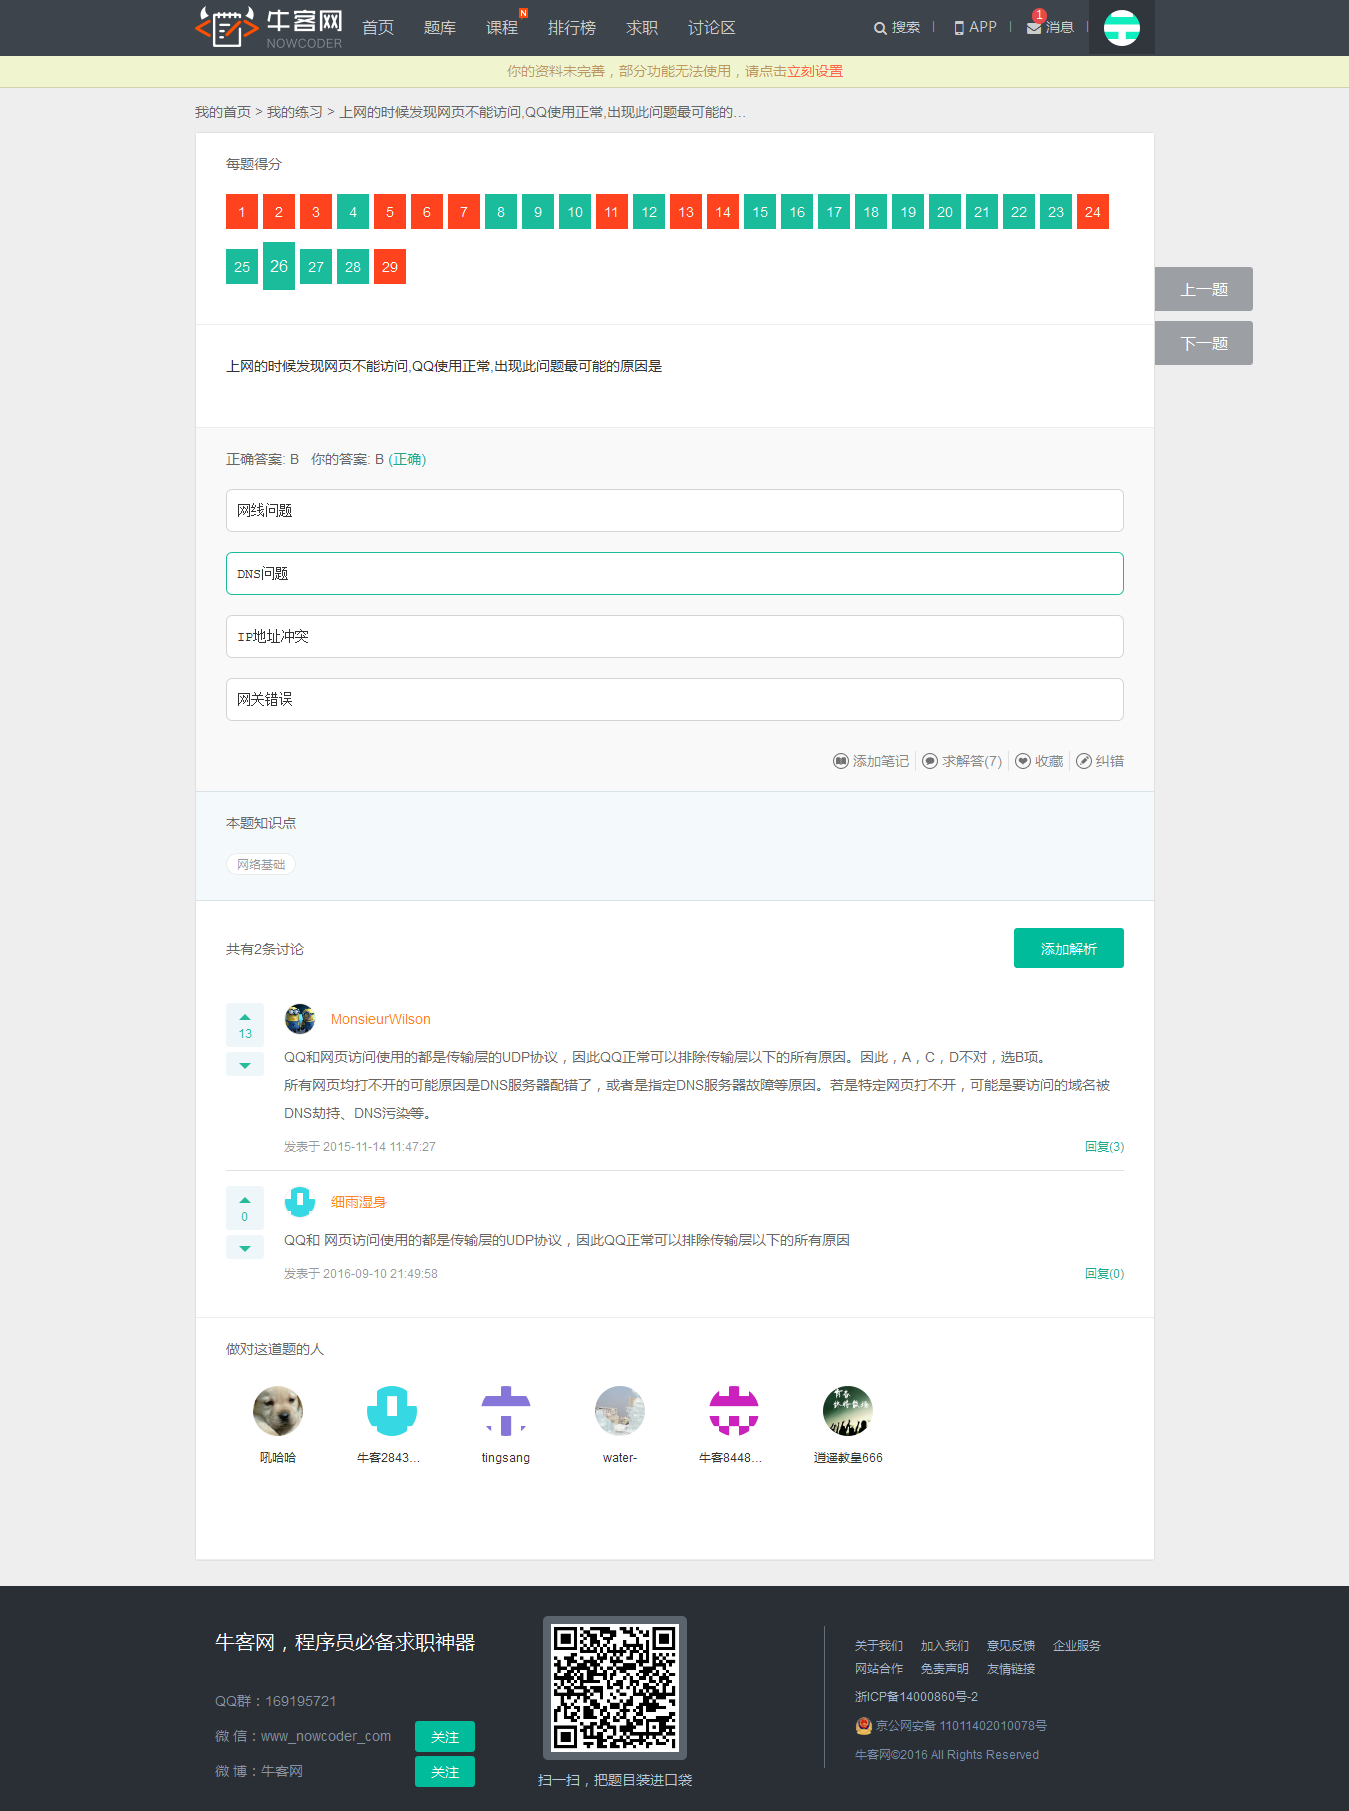 牛客网
NOWCODER
首页 题库 课程 N 排行榜 求职 讨论区 搜索 APP 1 消息
你的资料未完善，部分功能无法使用，请点击立刻设置
我的首页 > 我的练习 > 上网的时候发现网页不能访问,QQ使用正常,出现此问题最可能的...
每题得分
1 2 3 4 5 6 7 8 9 10 11 12 13 14 15 16 17 18 19 20 21 22 23 24
25 26 27 28 29
上一题
下一题
上网的时候发现网页不能访问,QQ使用正常,出现此问题最可能的原因是
正确答案: B 你的答案: B (正确)
网线问题
DNS问题
IP地址冲突
网关错误
添加笔记 求解答(7) 收藏 纠错
本题知识点
网络基础
共有2条讨论
添加解析
13
MonsieurWilson
QQ和网页访问使用的都是传输层的UDP协议，因此QQ正常可以排除传输层以下的所有原因。因此，A，C，D不对，选B项。
所有网页均打不开的可能原因是DNS服务器配错了，或者是指定DNS服务器故障等原因。若是特定网页打不开，可能是要访问的域名被
DNS劫持、DNS污染等。
发表于 2015-11-14 11:47:27 回复(3)
0
细雨湿身
QQ和 网页访问使用的都是传输层的UDP协议，因此QQ正常可以排除传输层以下的所有原因
发表于 2016-09-10 21:49:58 回复(0)
做对这道题的人
吼哈哈 牛客2843... tingsang water- 牛客8448... 逍遥教皇666
牛客网，程序员必备求职神器
QQ群：169195721
微 信：www_nowcoder_com 关注
微 博：牛客网 关注
扫一扫，把题目装进口袋
关于我们 加入我们 意见反馈 企业服务
网站合作 免责声明 友情链接
浙ICP备14000860号-2
京公网安备 11011402010078号
牛客网©2016 All Rights Reserved